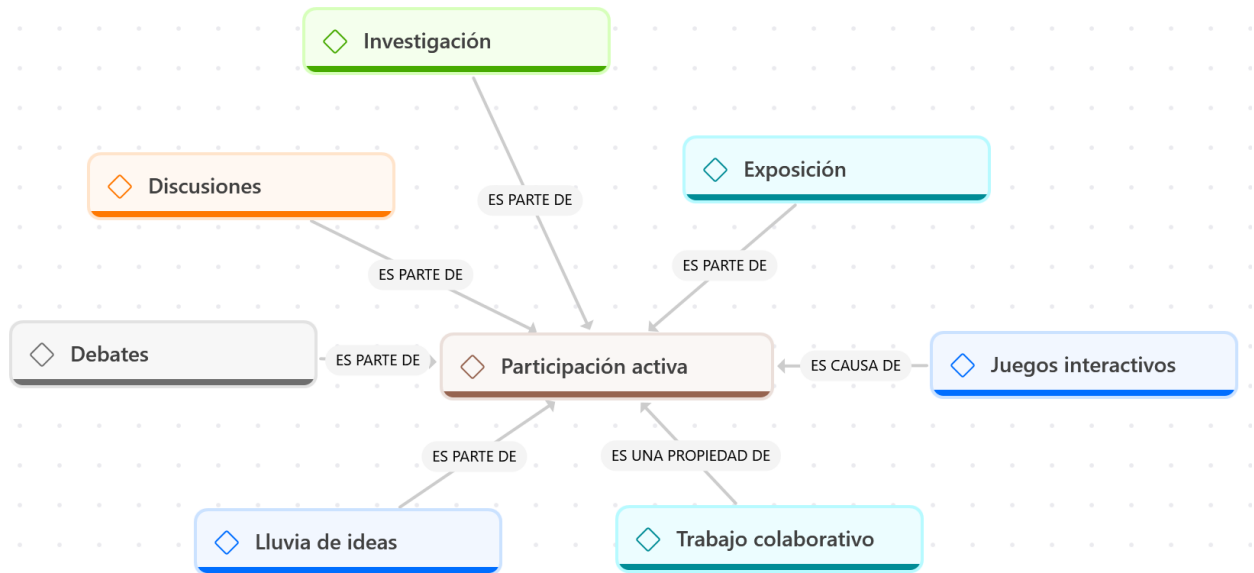 Investigación
Exposición
Discusiones
ES PARTE DE
ES PARTE DE
ES PARTE DE
Debates
ES PARTE DE
Participación activa
ES CAUSA DE
Juegos interactivos
ES PARTE DE
ES UNA PROPIEDAD DE
Lluvia de ideas
Trabajo colaborativo